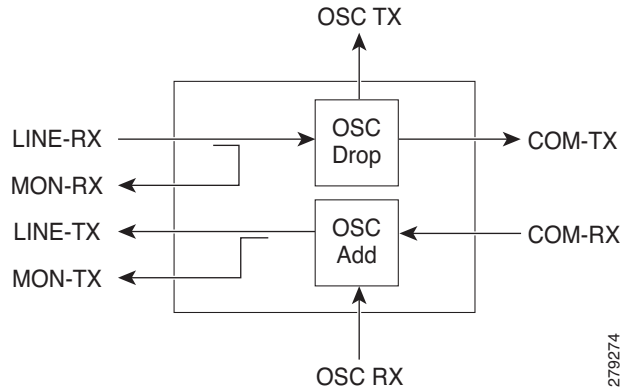 OSC TX
LINE-RX
OSC
Drop
COM-TX
MON-RX
LINE-TX
OSC
Add
COM-RX
MON-TX
OSC RX
279274